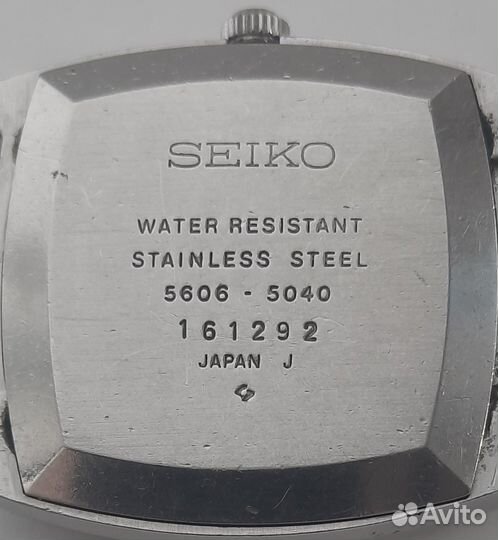 SEIKO
WATER RESISTANT
STAINLESS STEEL
5606 - 5040
161292
JAPAN J
Avito